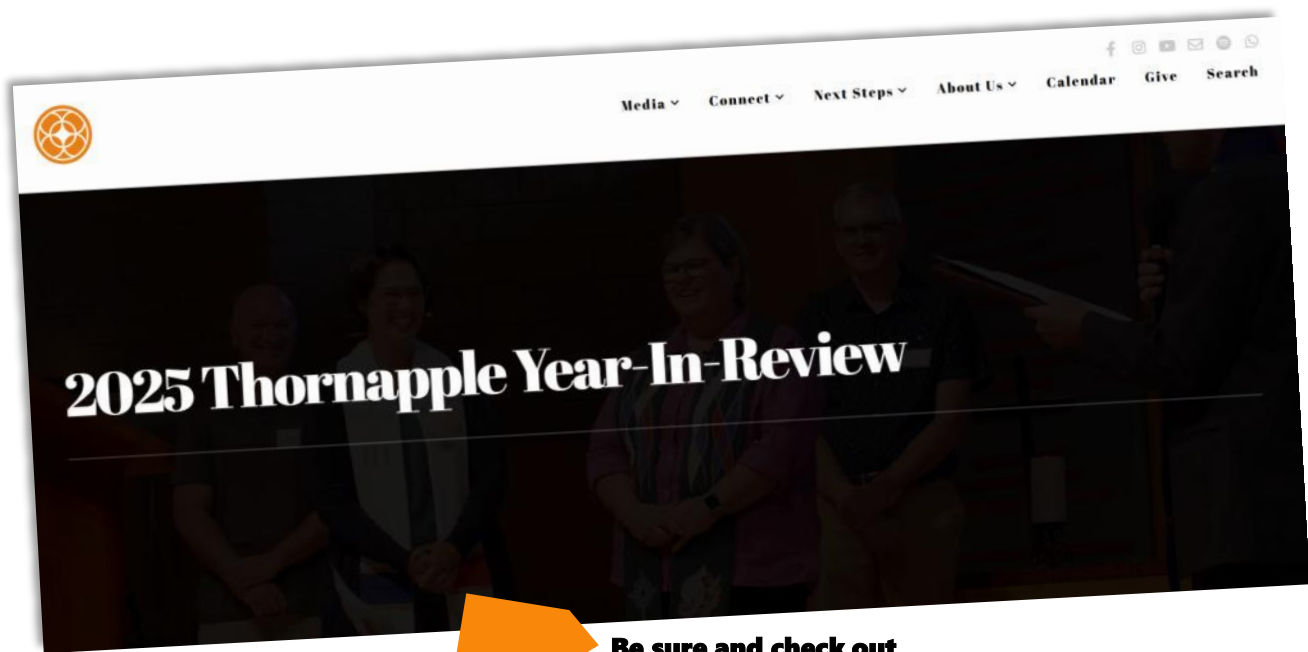 Media Connect Next Steps About Us Calendar Give Search
2025 Thornapple Year-In-Review
Be sure and check out